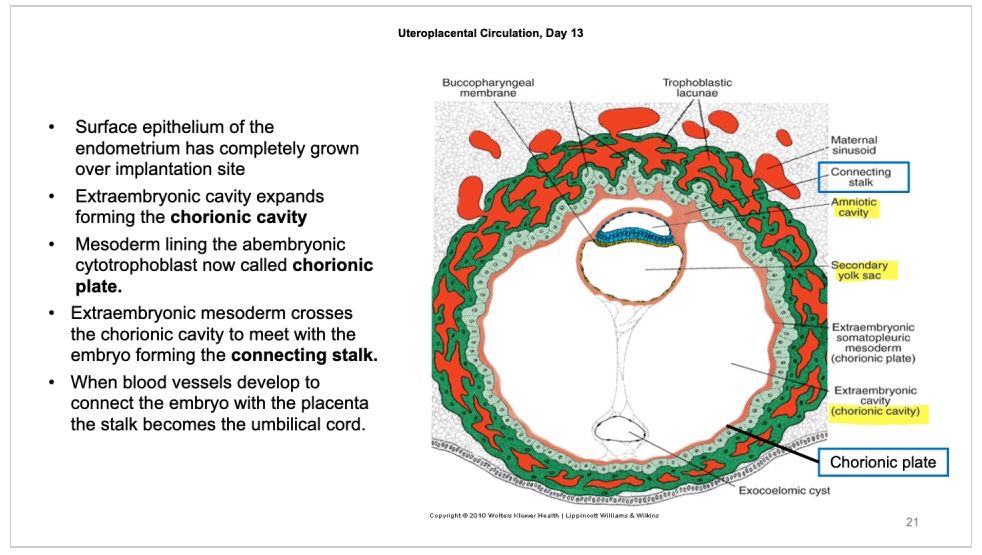 Uteroplacental Circulation, Day 13
• Surface epithelium of the
endometrium has completely grown
over implantation site
• Extraembryonic cavity expands
forming the chorionic cavity
• Mesoderm lining the abembryonic
cytotrophoblast now called chorionic
plate.
• Extraembryonic mesoderm crosses
the chorionic cavity to meet with the
embryo forming the connecting stalk.
• When blood vessels develop to
connect the embryo with the placenta
the stalk becomes the umbilical cord.
Buccopharyngeal
membrane
Trophoblastic
lacunae
Maternal
sinusoid
Connecting
stalk
Amniotic
cavity
Secondary
yolk sac
Extraembryonic
somatopleuric
mesoderm
(chorionic plate)
Extraembryonic
cavity
(chorionic cavity)
Chorionic plate
Exocoelomic cyst
Copyright © 2010 Wolters Kluwer Health | Lippincott Williams & Wilkins
21